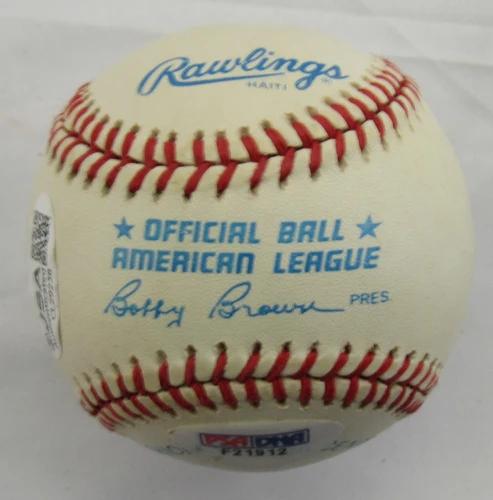 Rawlings®
HAITI
★ OFFICIAL BALL ★
AMERICAN LEAGUE
Bobby Brown PRES.
PSA DNA
F21912